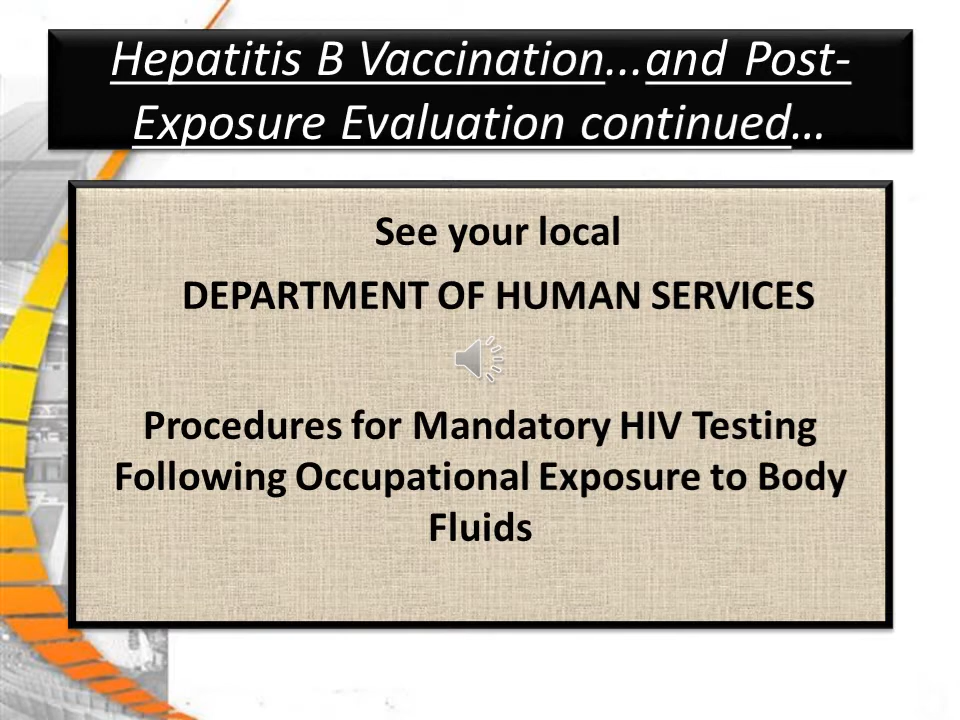 Hepatitis B Vaccination...and Post-
Exposure Evaluation continued…
See your local
DEPARTMENT OF HUMAN SERVICES
Procedures for Mandatory HIV Testing
Following Occupational Exposure to Body
Fluids